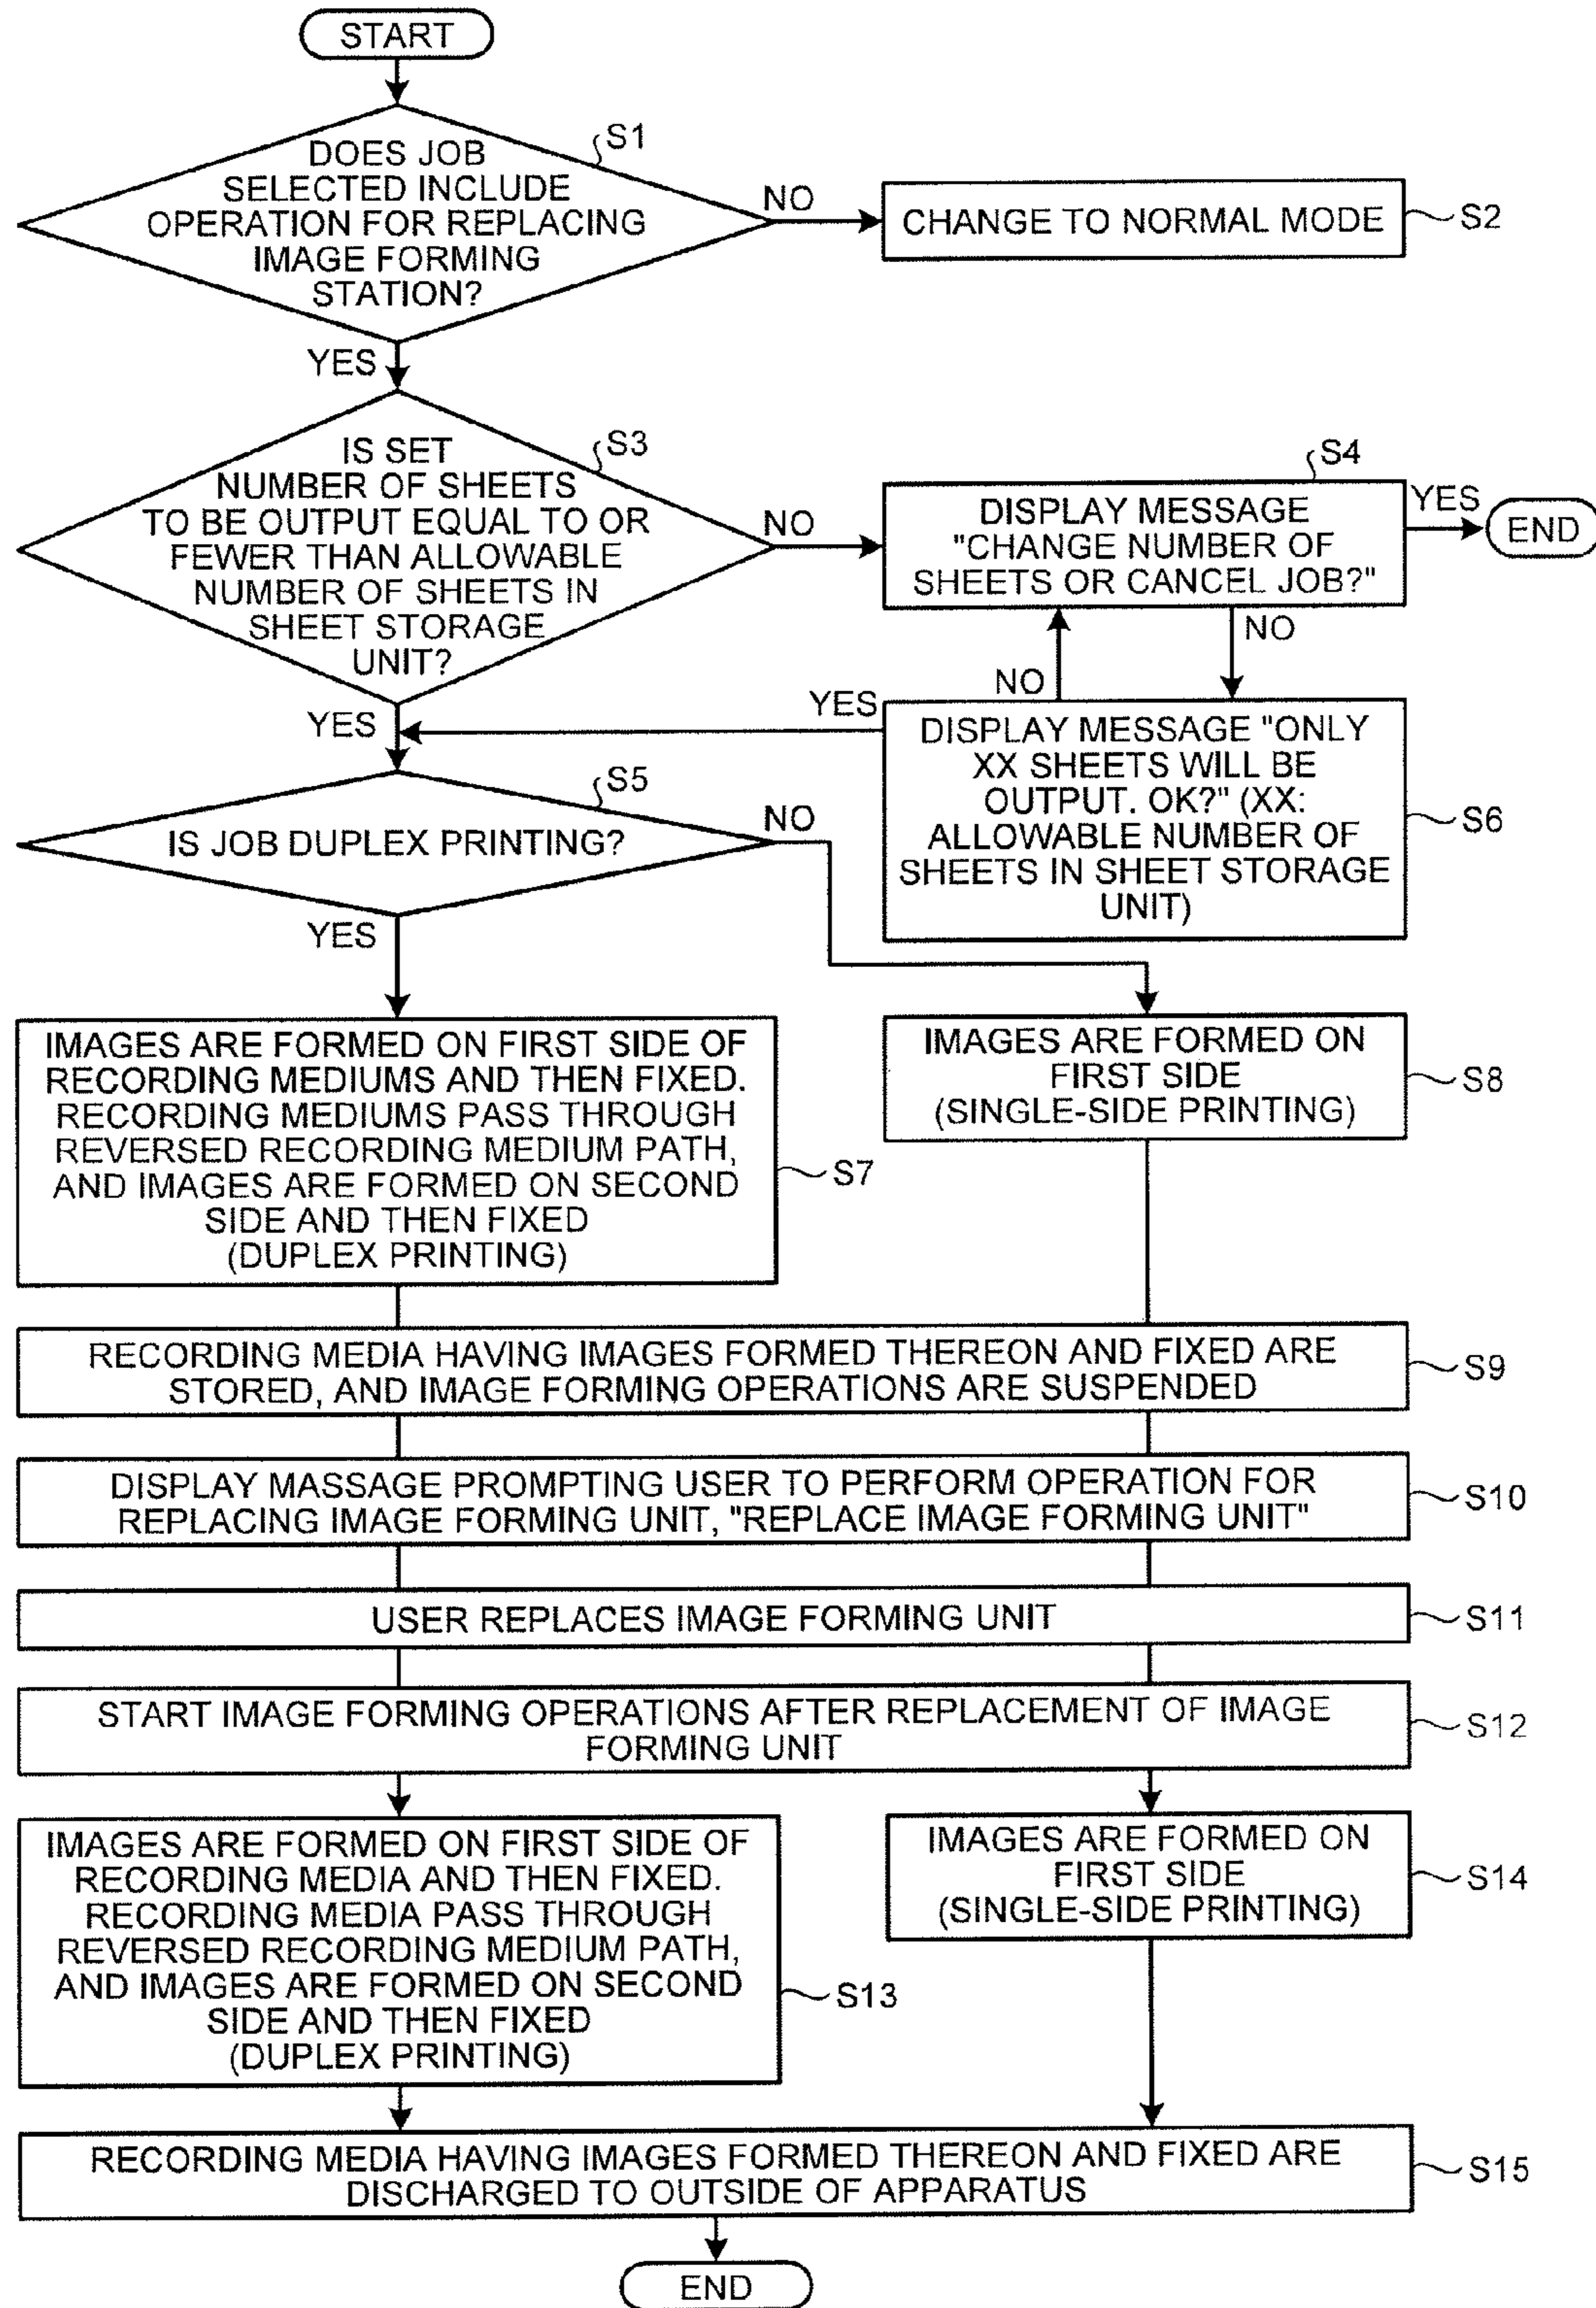 START
DOES JOB
SELECTED INCLUDE
OPERATION FOR REPLACING
IMAGE FORMING
STATION?
S1
NO
CHANGE TO NORMAL MODE
S2
YES
IS SET
NUMBER OF SHEETS
TO BE OUTPUT EQUAL TO OR
FEWER THAN ALLOWABLE
NUMBER OF SHEETS IN
SHEET STORAGE
UNIT?
S3
NO
S4
DISPLAY MESSAGE
"CHANGE NUMBER OF
SHEETS OR CANCEL JOB?"
YES
END
NO
NO
YES
YES
DISPLAY MESSAGE "ONLY
XX SHEETS WILL BE
OUTPUT. OK?" (XX:
ALLOWABLE NUMBER OF
SHEETS IN SHEET STORAGE
UNIT)
S6
S5
IS JOB DUPLEX PRINTING?
NO
YES
IMAGES ARE FORMED ON FIRST SIDE OF
RECORDING MEDIUMS AND THEN FIXED.
RECORDING MEDIUMS PASS THROUGH
REVERSED RECORDING MEDIUM PATH,
AND IMAGES ARE FORMED ON SECOND
SIDE AND THEN FIXED
(DUPLEX PRINTING)
S7
IMAGES ARE FORMED ON
FIRST SIDE
(SINGLE-SIDE PRINTING)
S8
RECORDING MEDIA HAVING IMAGES FORMED THEREON AND FIXED ARE
STORED, AND IMAGE FORMING OPERATIONS ARE SUSPENDED
S9
DISPLAY MASSAGE PROMPTING USER TO PERFORM OPERATION FOR
REPLACING IMAGE FORMING UNIT, "REPLACE IMAGE FORMING UNIT"
S10
USER REPLACES IMAGE FORMING UNIT
S11
START IMAGE FORMING OPERATIONS AFTER REPLACEMENT OF IMAGE
FORMING UNIT
S12
IMAGES ARE FORMED ON FIRST SIDE OF
RECORDING MEDIA AND THEN FIXED.
RECORDING MEDIA PASS THROUGH
REVERSED RECORDING MEDIUM PATH,
AND IMAGES ARE FORMED ON SECOND
SIDE AND THEN FIXED
(DUPLEX PRINTING)
S13
IMAGES ARE FORMED ON
FIRST SIDE
(SINGLE-SIDE PRINTING)
S14
RECORDING MEDIA HAVING IMAGES FORMED THEREON AND FIXED ARE
DISCHARGED TO OUTSIDE OF APPARATUS
S15
END